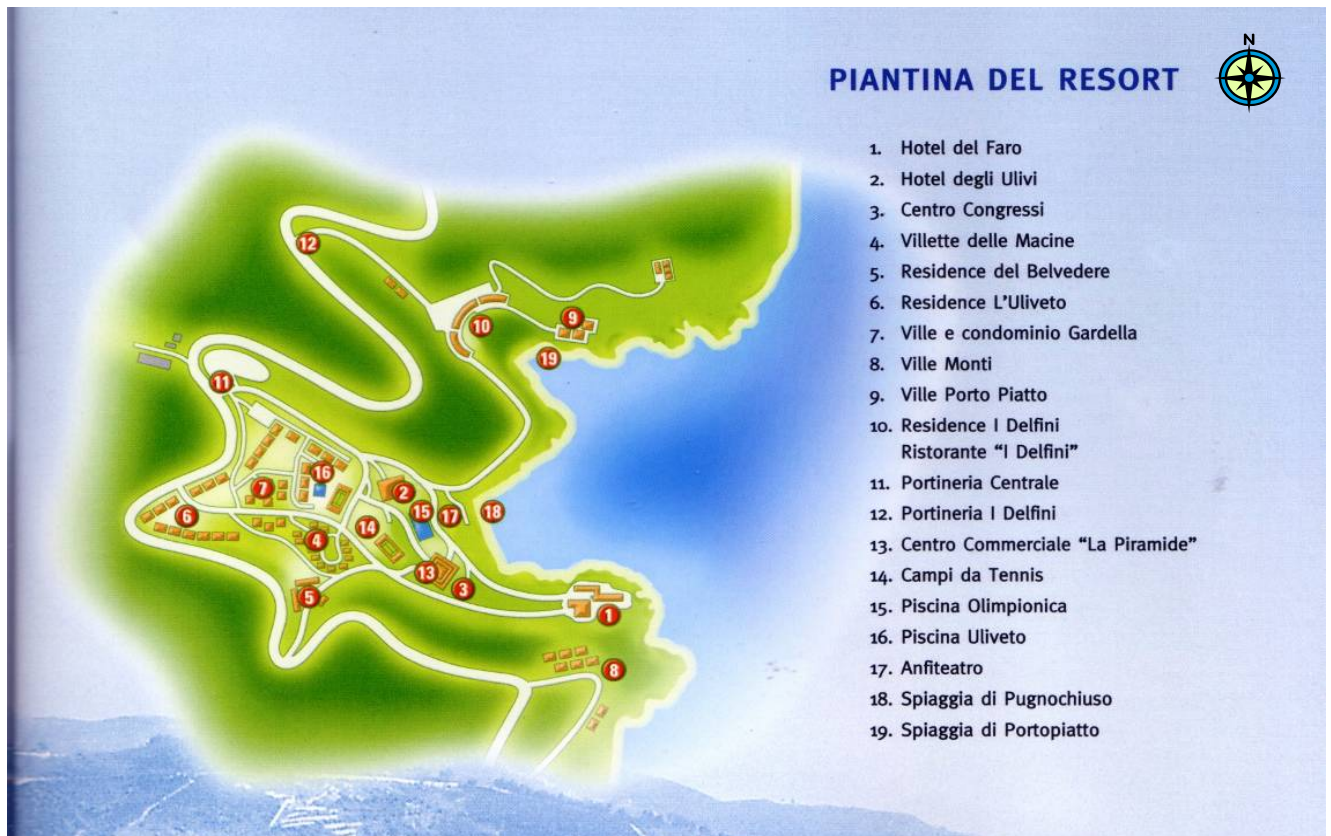 N
PIANTINA DEL RESORT
1. Hotel del Faro
2. Hotel degli Ulivi
3. Centro Congressi
4. Villette delle Macine
5. Residence del Belvedere
6. Residence L'Uliveto
7. Ville e condominio Gardella
8. Ville Monti
9. Ville Porto Piatto
10. Residence I Delfini
Ristorante "I Delfini"
11. Portineria Centrale
12. Portineria I Delfini
13. Centro Commerciale "La Piramide"
14. Campi da Tennis
15. Piscina Olimpionica
16. Piscina Uliveto
17. Anfiteatro
18. Spiaggia di Pugnochiuso
19. Spiaggia di Portopiatto
12
9
10
19
11
16
7
2
15
17
18
6
14
4
13
3
5
1
8